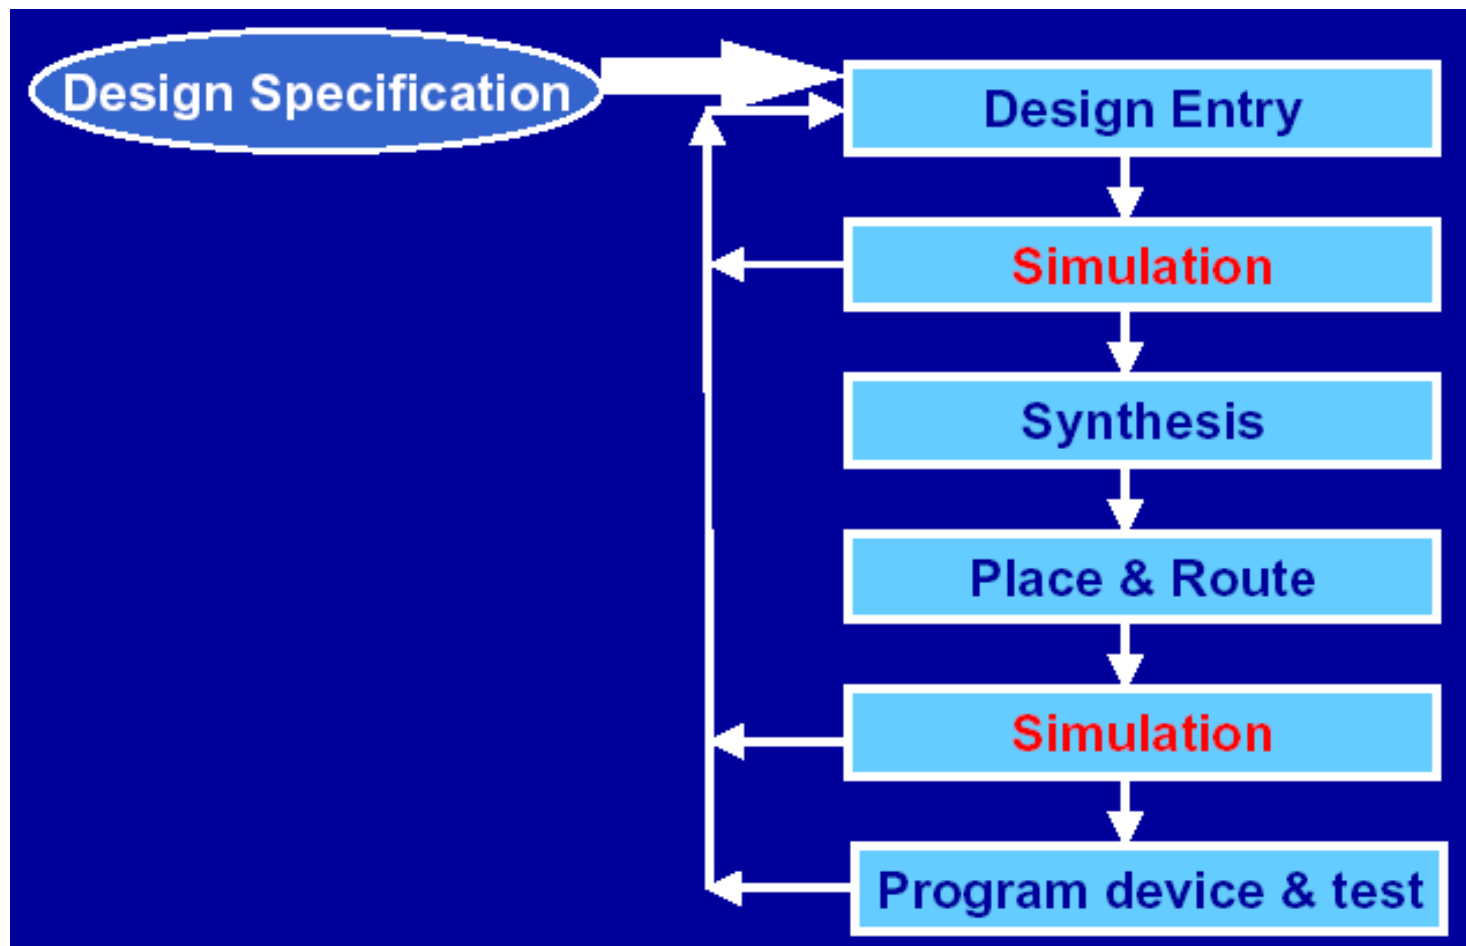 Design Specification
Design Entry
Simulation
Synthesis
Place & Route
Simulation
Program device & test